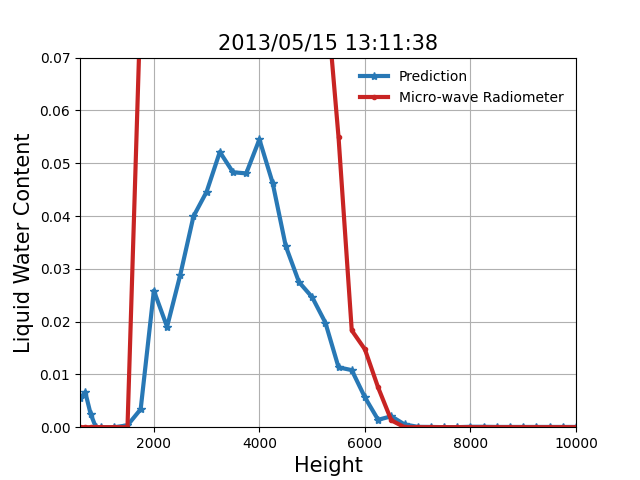 2013/05/15 13:11:38
Prediction
Micro-wave Radiometer
Liquid Water Content
0.07
0.06
0.05
0.04
0.03
0.02
0.01
0.00
2000 4000 6000 8000 10000
Height